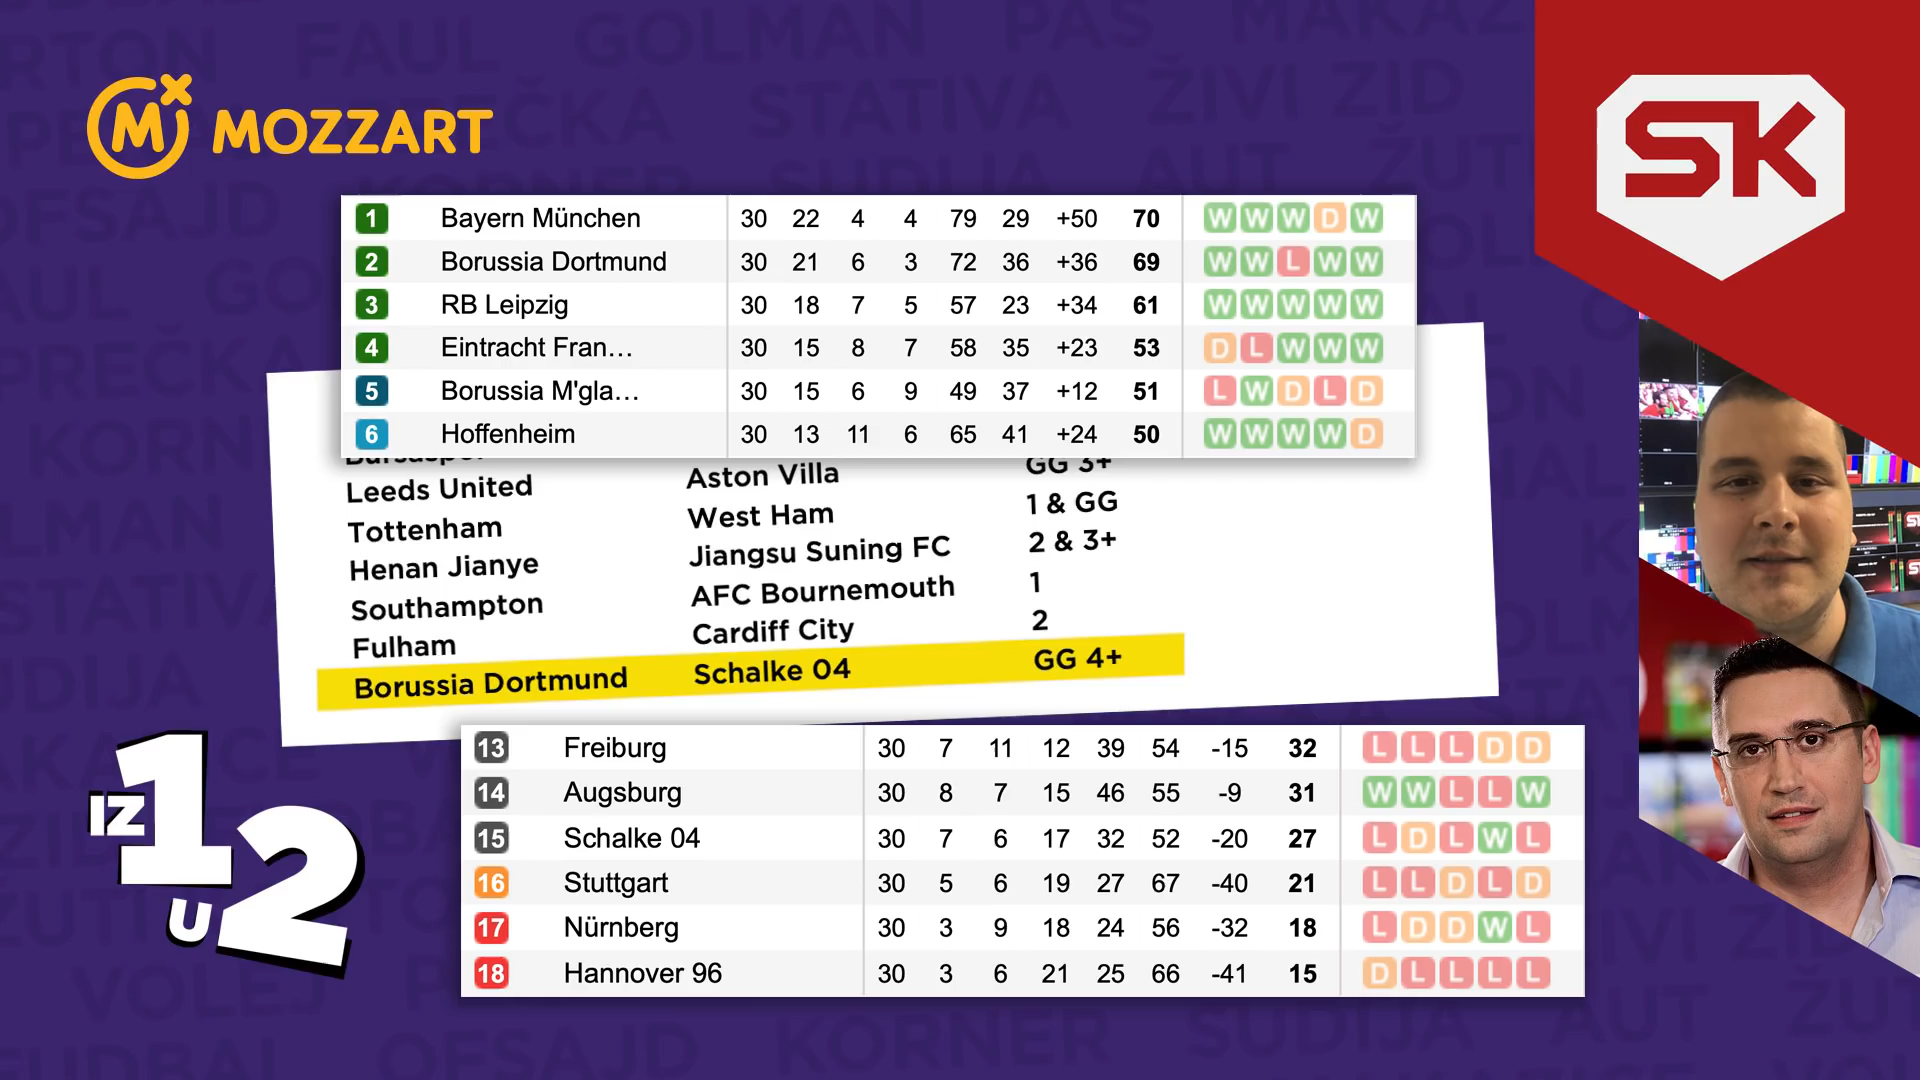 MOZZART
SK
1 Bayern München 30 22 4 4 79 29 +50 70 W W W D W
2 Borussia Dortmund 30 21 6 3 72 36 +36 69 W W L W W
3 RB Leipzig 30 18 7 5 57 23 +34 61 W W W W W
4 Eintracht Fran… 30 15 8 7 58 35 +23 53 D L W W W
5 Borussia M'gla… 30 15 6 9 49 37 +12 51 L W D L D
6 Hoffenheim 30 13 11 6 65 41 +24 50 W W W W D
GG 3+
Leeds United Aston Villa 1 & GG
Tottenham West Ham 2 & 3+
Henan Jianye Jiangsu Suning FC 1
Southampton AFC Bournemouth 2
Fulham Cardiff City
Borussia Dortmund Schalke 04 GG 4+
IZ 1 U 2
13 Freiburg 30 7 11 12 39 54 -15 32 L L L D D
14 Augsburg 30 8 7 15 46 55 -9 31 W W L L W
15 Schalke 04 30 7 6 17 32 52 -20 27 L D L W L
16 Stuttgart 30 5 6 19 27 67 -40 21 L L D L D
17 Nürnberg 30 3 9 18 24 56 -32 18 L D D W L
18 Hannover 96 30 3 6 21 25 66 -41 15 D L L L L